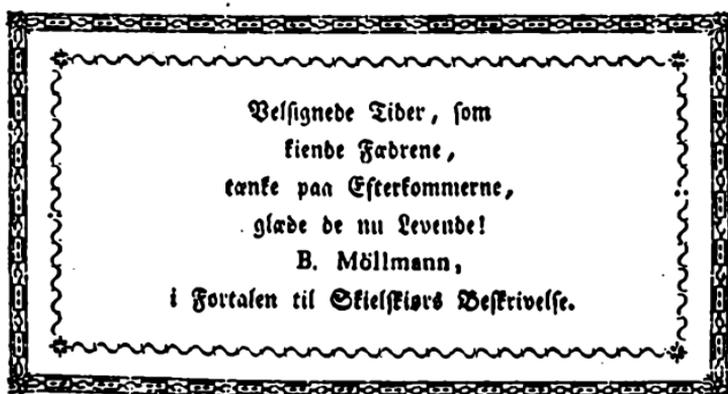 Velsignede Tider, som
kiende Fædrene,
tænke paa Efterkommerne,
glæde de nu Levende!
B. Möllmann,
i Fortalen til Skielskiørs Beskrivelse.